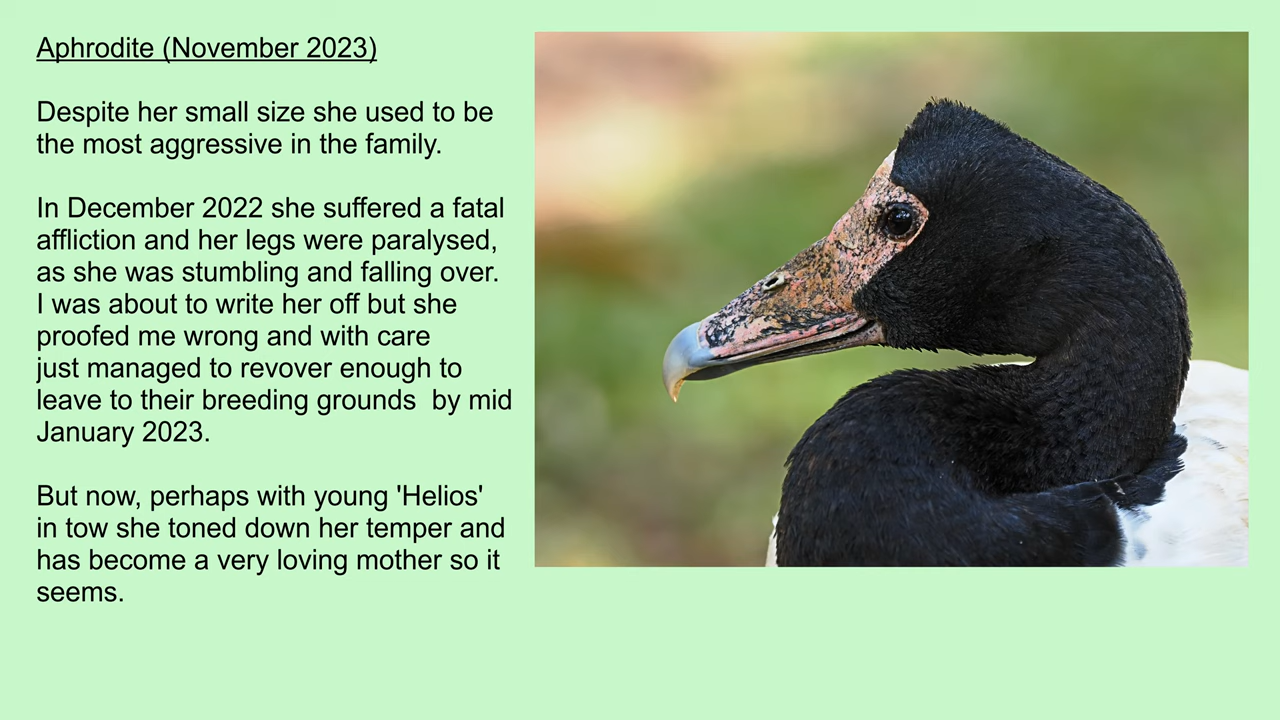 Aphrodite (November 2023)
Despite her small size she used to be
the most aggressive in the family.
In December 2022 she suffered a fatal
affliction and her legs were paralysed,
as she was stumbling and falling over.
I was about to write her off but she
proofed me wrong and with care
just managed to revover enough to
leave to their breeding grounds  by mid
January 2023.
But now, perhaps with young 'Helios'
in tow she toned down her temper and
has become a very loving mother so it
seems.